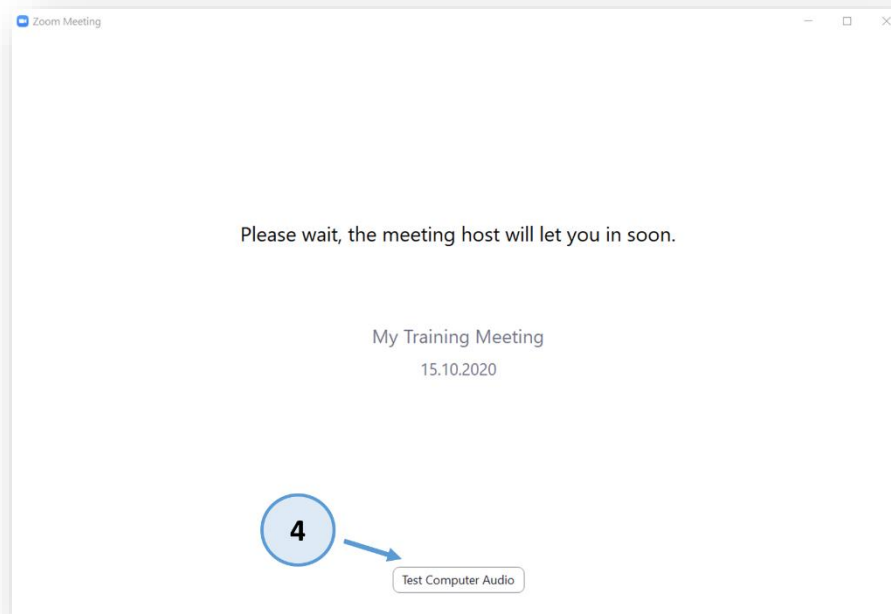 Zoom Meeting
Please wait, the meeting host will let you in soon.
My Training Meeting
15.10.2020
4
Test Computer Audio